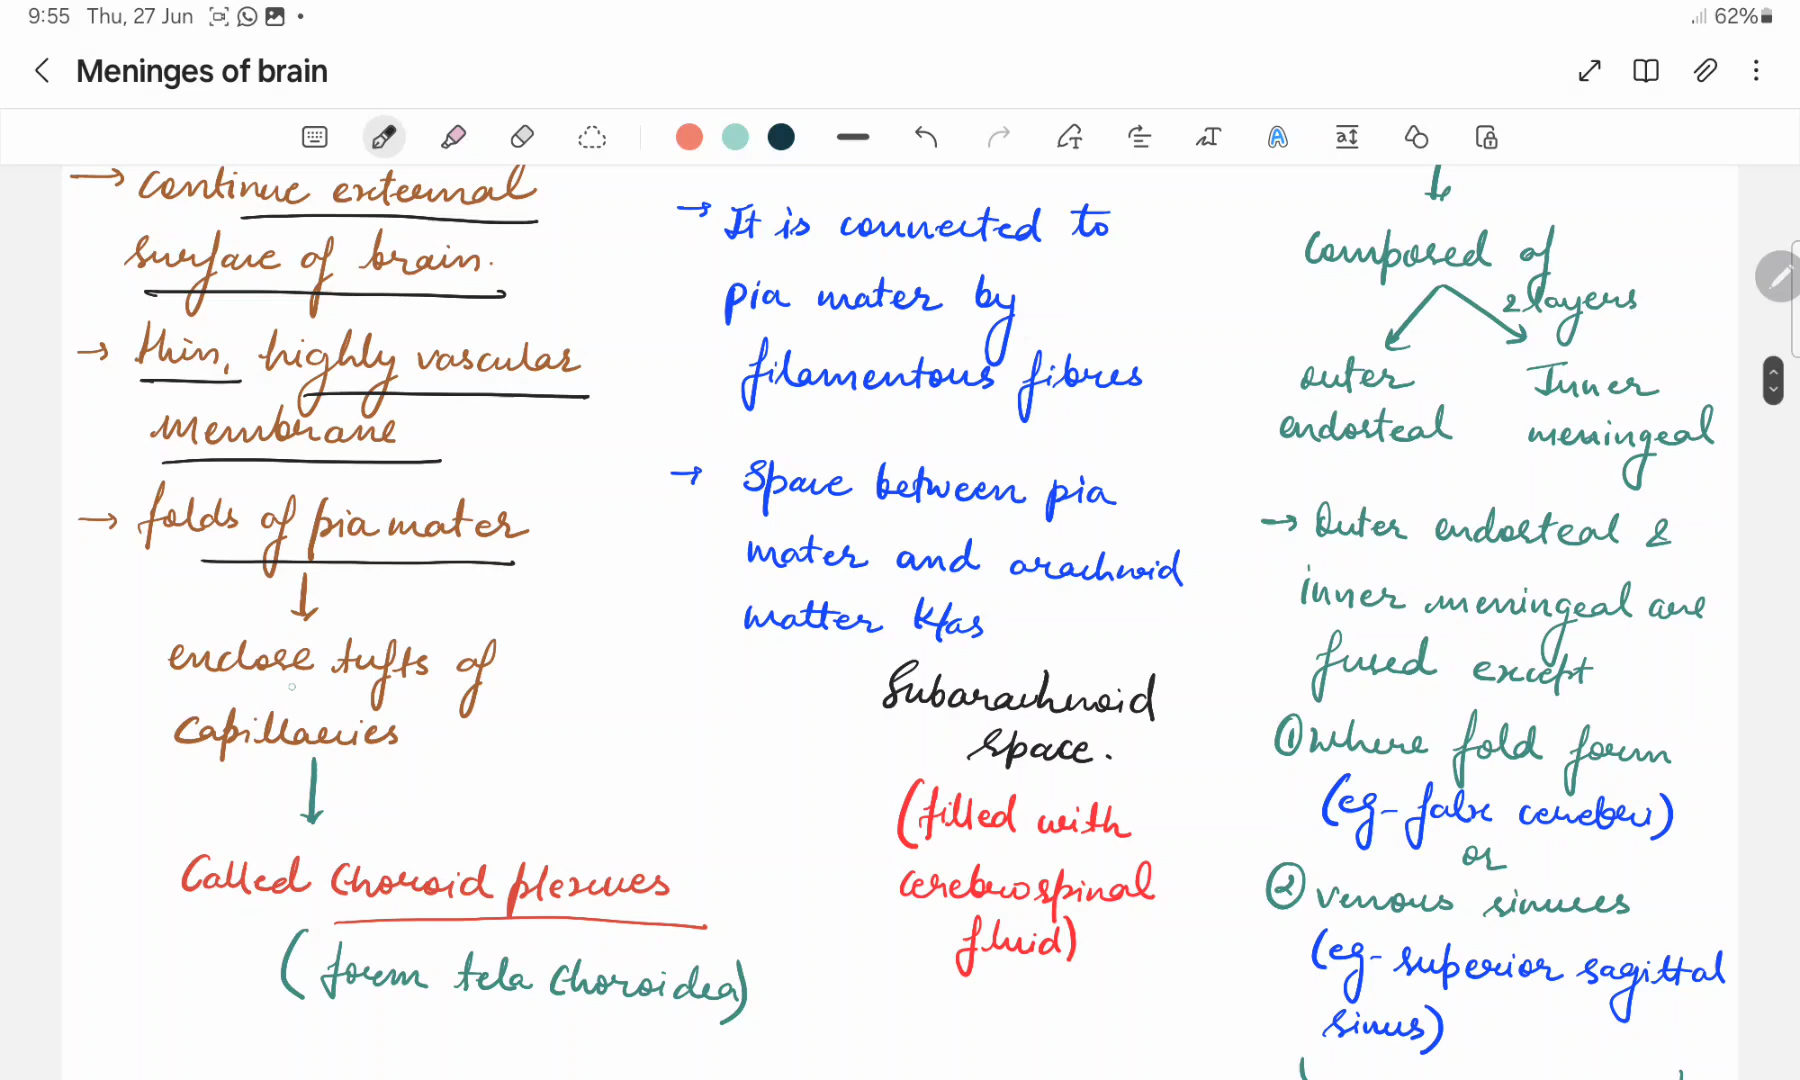 9:55 Thu, 27 Jun
62%
Meninges of brain
→ Continue external
surface of brain.
→ thin, highly vascular
membrane
→ folds of pia mater
enclose tufts of
capillaries
Called Choroid plexues
(form tela choroidea)
→ It is connected to
pia mater by
filamentous fibres
→ Space between pia
mater and arachnoid
matter k/as
Subarachnoid
space.
(filled with
cerebrospinal
fluid)
Composed of
2 layers
outer Inner
endosteal meningeal
→ Outer endosteal &
inner meningeal are
fused except
① where fold form
(eg- falx cerebri)
or
② venous sinuses
(eg- superior sagittal
sinus)